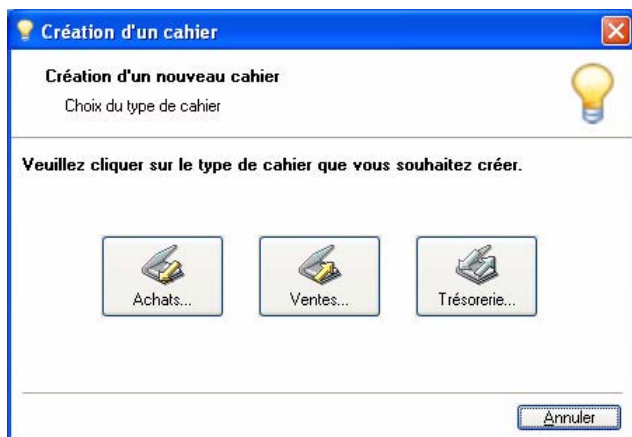 Création d'un cahier
Création d'un nouveau cahier
Choix du type de cahier
Veuillez cliquer sur le type de cahier que vous souhaitez créer.
Achats... Ventes... Trésorerie...
Annuler